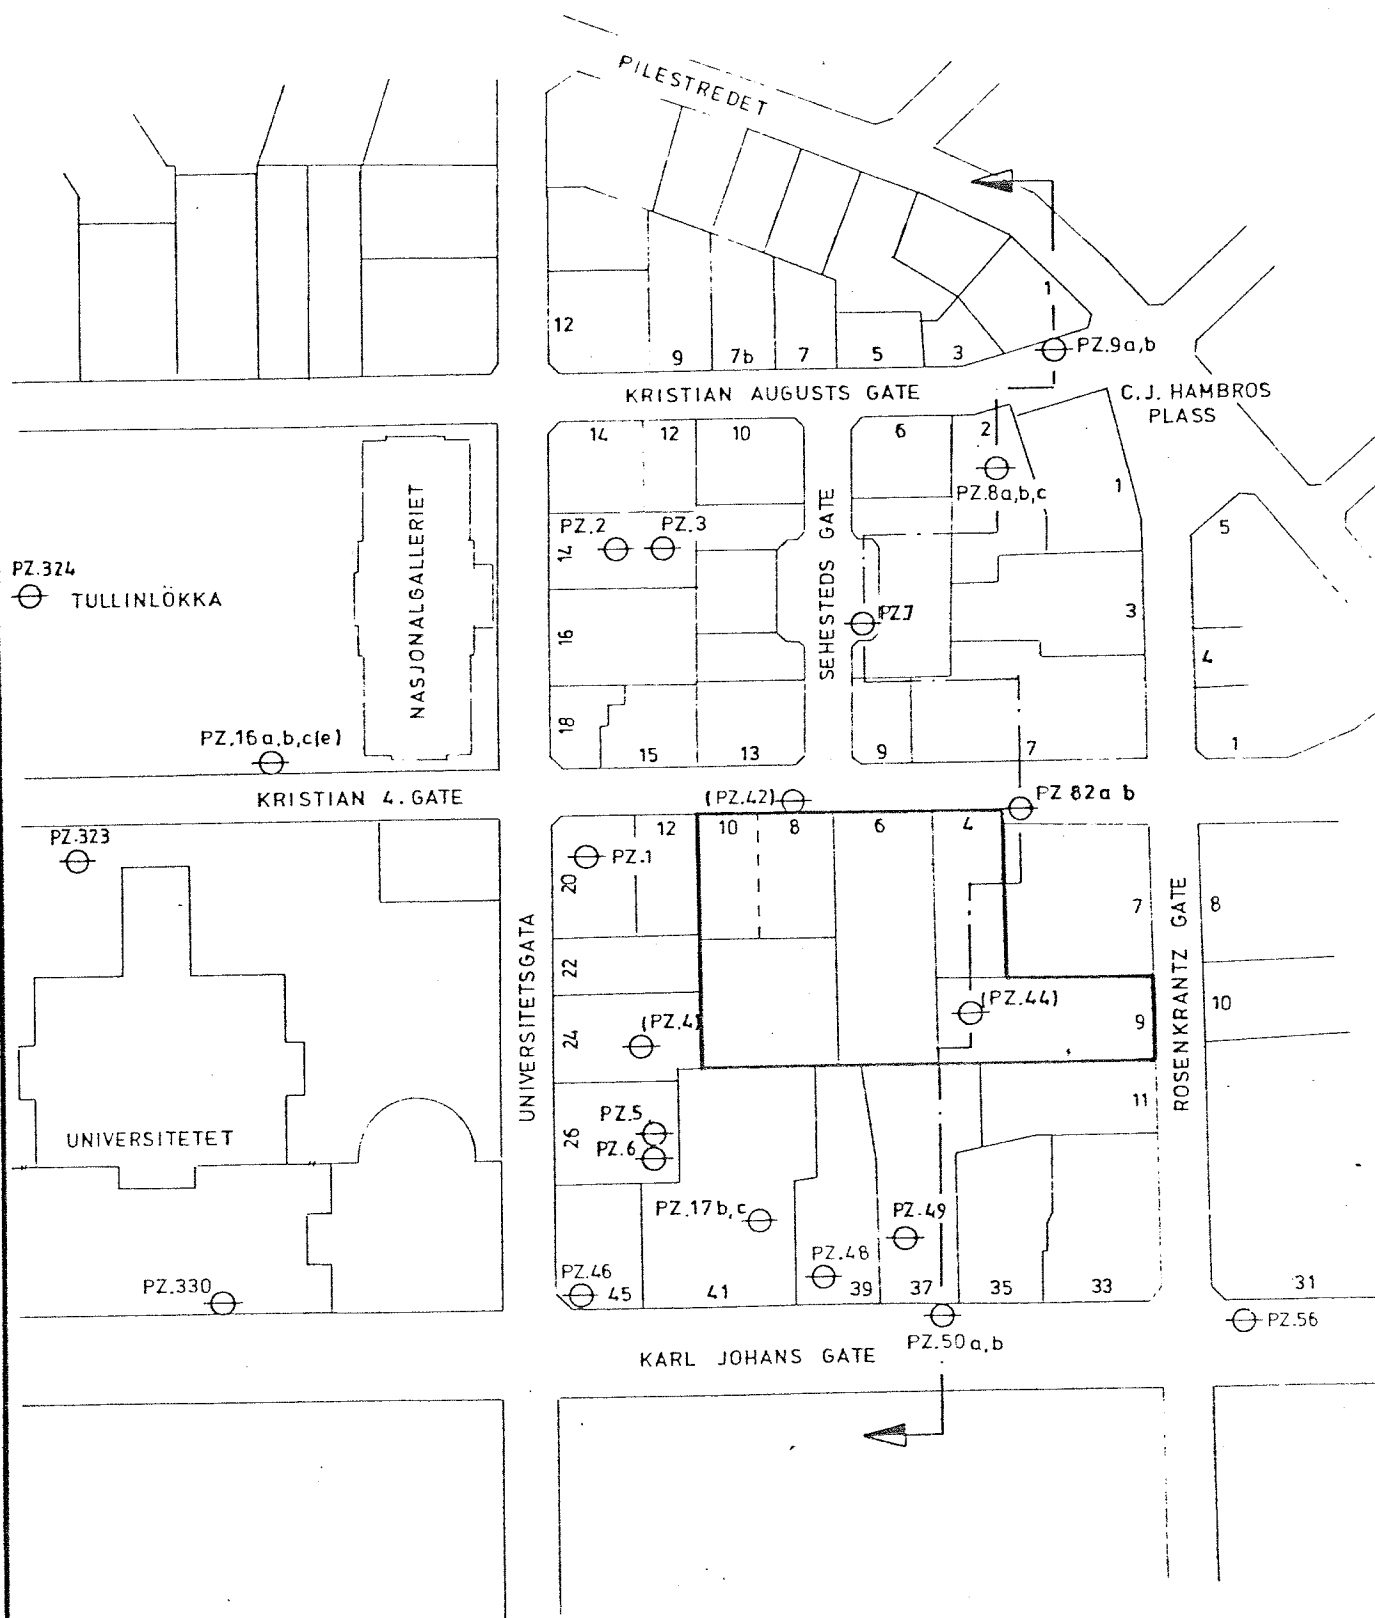 PILESTREDET
1
12
9
7b
7
5
3
PZ.9a,b
KRISTIAN AUGUSTS GATE
C.J. HAMBROS
PLASS
14
12
10
6
2
PZ.8a,b,c
1
5
NASJONALGALLERIET
PZ.2
PZ.3
14
SEHESTEDS GATE
PZ.324
TULLINLÖKKA
PZ.7
3
16
4
18
15
13
9
7
1
PZ.16a,b,c(e)
KRISTIAN 4. GATE
(PZ.42)
PZ 82a b
12
10
8
6
4
PZ.323
PZ.1
20
7
8
UNIVERSITETSGATA
ROSENKRANTZ GATE
22
(PZ.44)
10
24
(PZ.4)
9
11
UNIVERSITETET
26
PZ.5
PZ.6
PZ.17b,c
PZ.49
PZ.48
PZ.46
PZ.330
45
41
39
37
35
33
31
PZ.56
PZ.50a,b
KARL JOHANS GATE